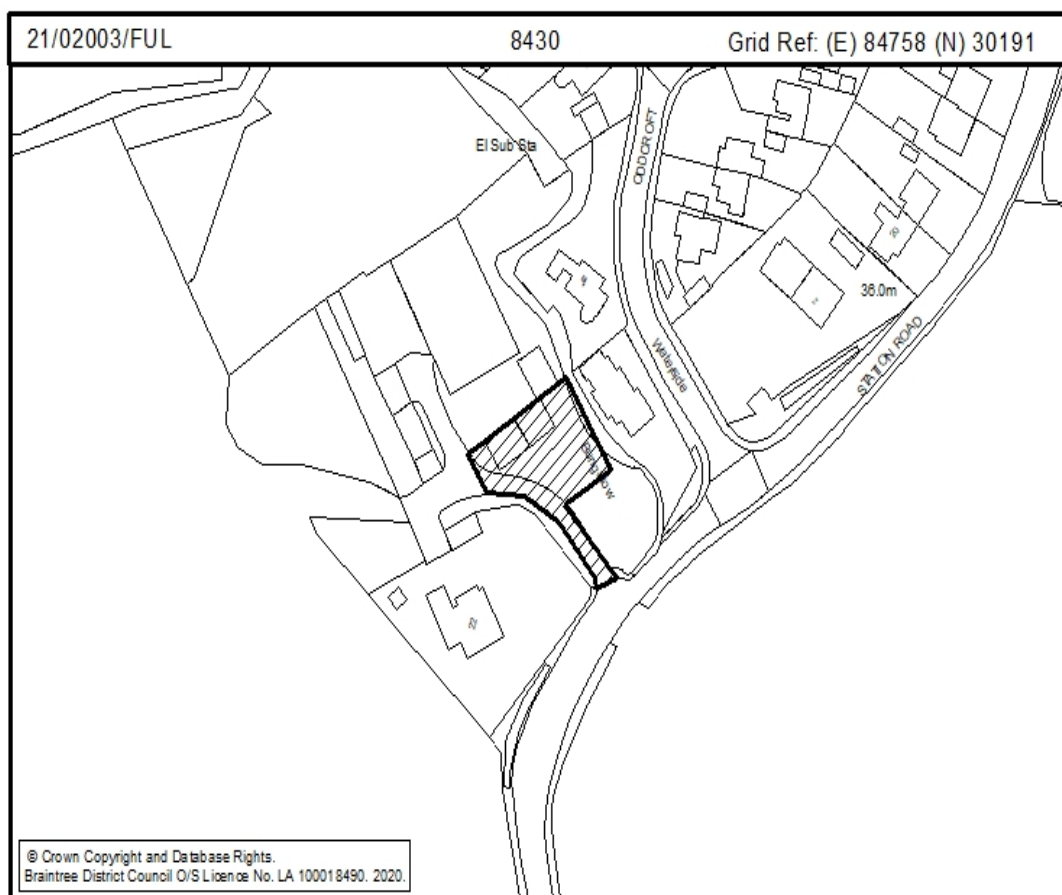 21/02003/FUL 8430 Grid Ref: (E) 84758 (N) 30191
El Sub Sta
ODDCROFT
36.0m
Waterside
STATION ROAD
22
© Crown Copyright and Database Rights.
Braintree District Council O/S Licence No. LA 100018490. 2020.